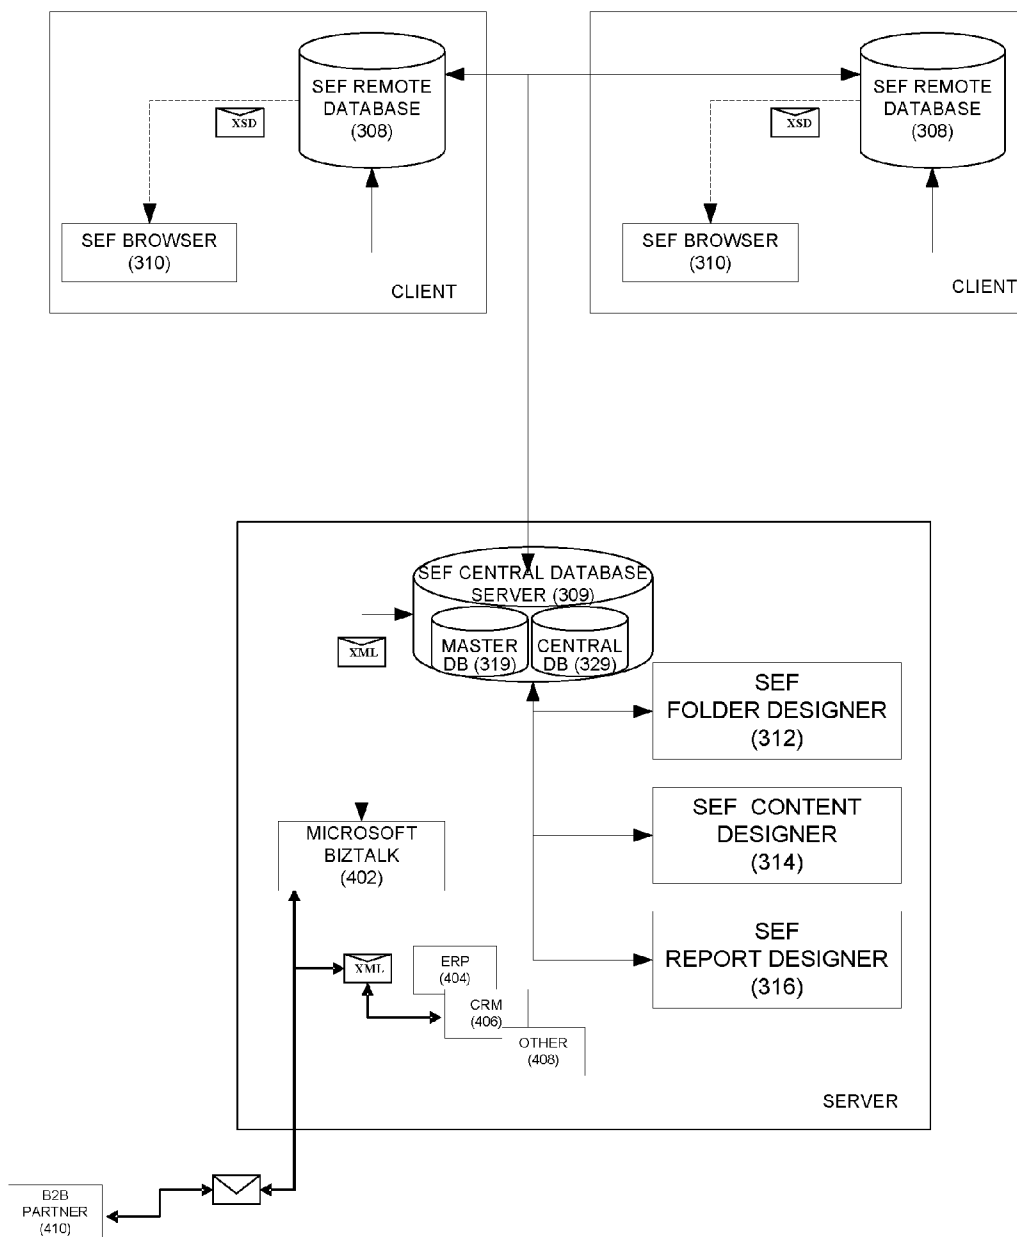 SEF REMOTE
DATABASE
(308)
XSD
SEF BROWSER
(310)
CLIENT
SEF REMOTE
DATABASE
(308)
XSD
SEF BROWSER
(310)
CLIENT
SEF CENTRAL DATABASE
SERVER (309)
MASTER
DB (319)
CENTRAL
DB (329)
XML
SEF
FOLDER DESIGNER
(312)
SEF CONTENT
DESIGNER
(314)
MICROSOFT
BIZTALK
(402)
SEF
REPORT DESIGNER
(316)
XML
ERP
(404)
CRM
(406)
OTHER
(408)
SERVER
B2B
PARTNER
(410)